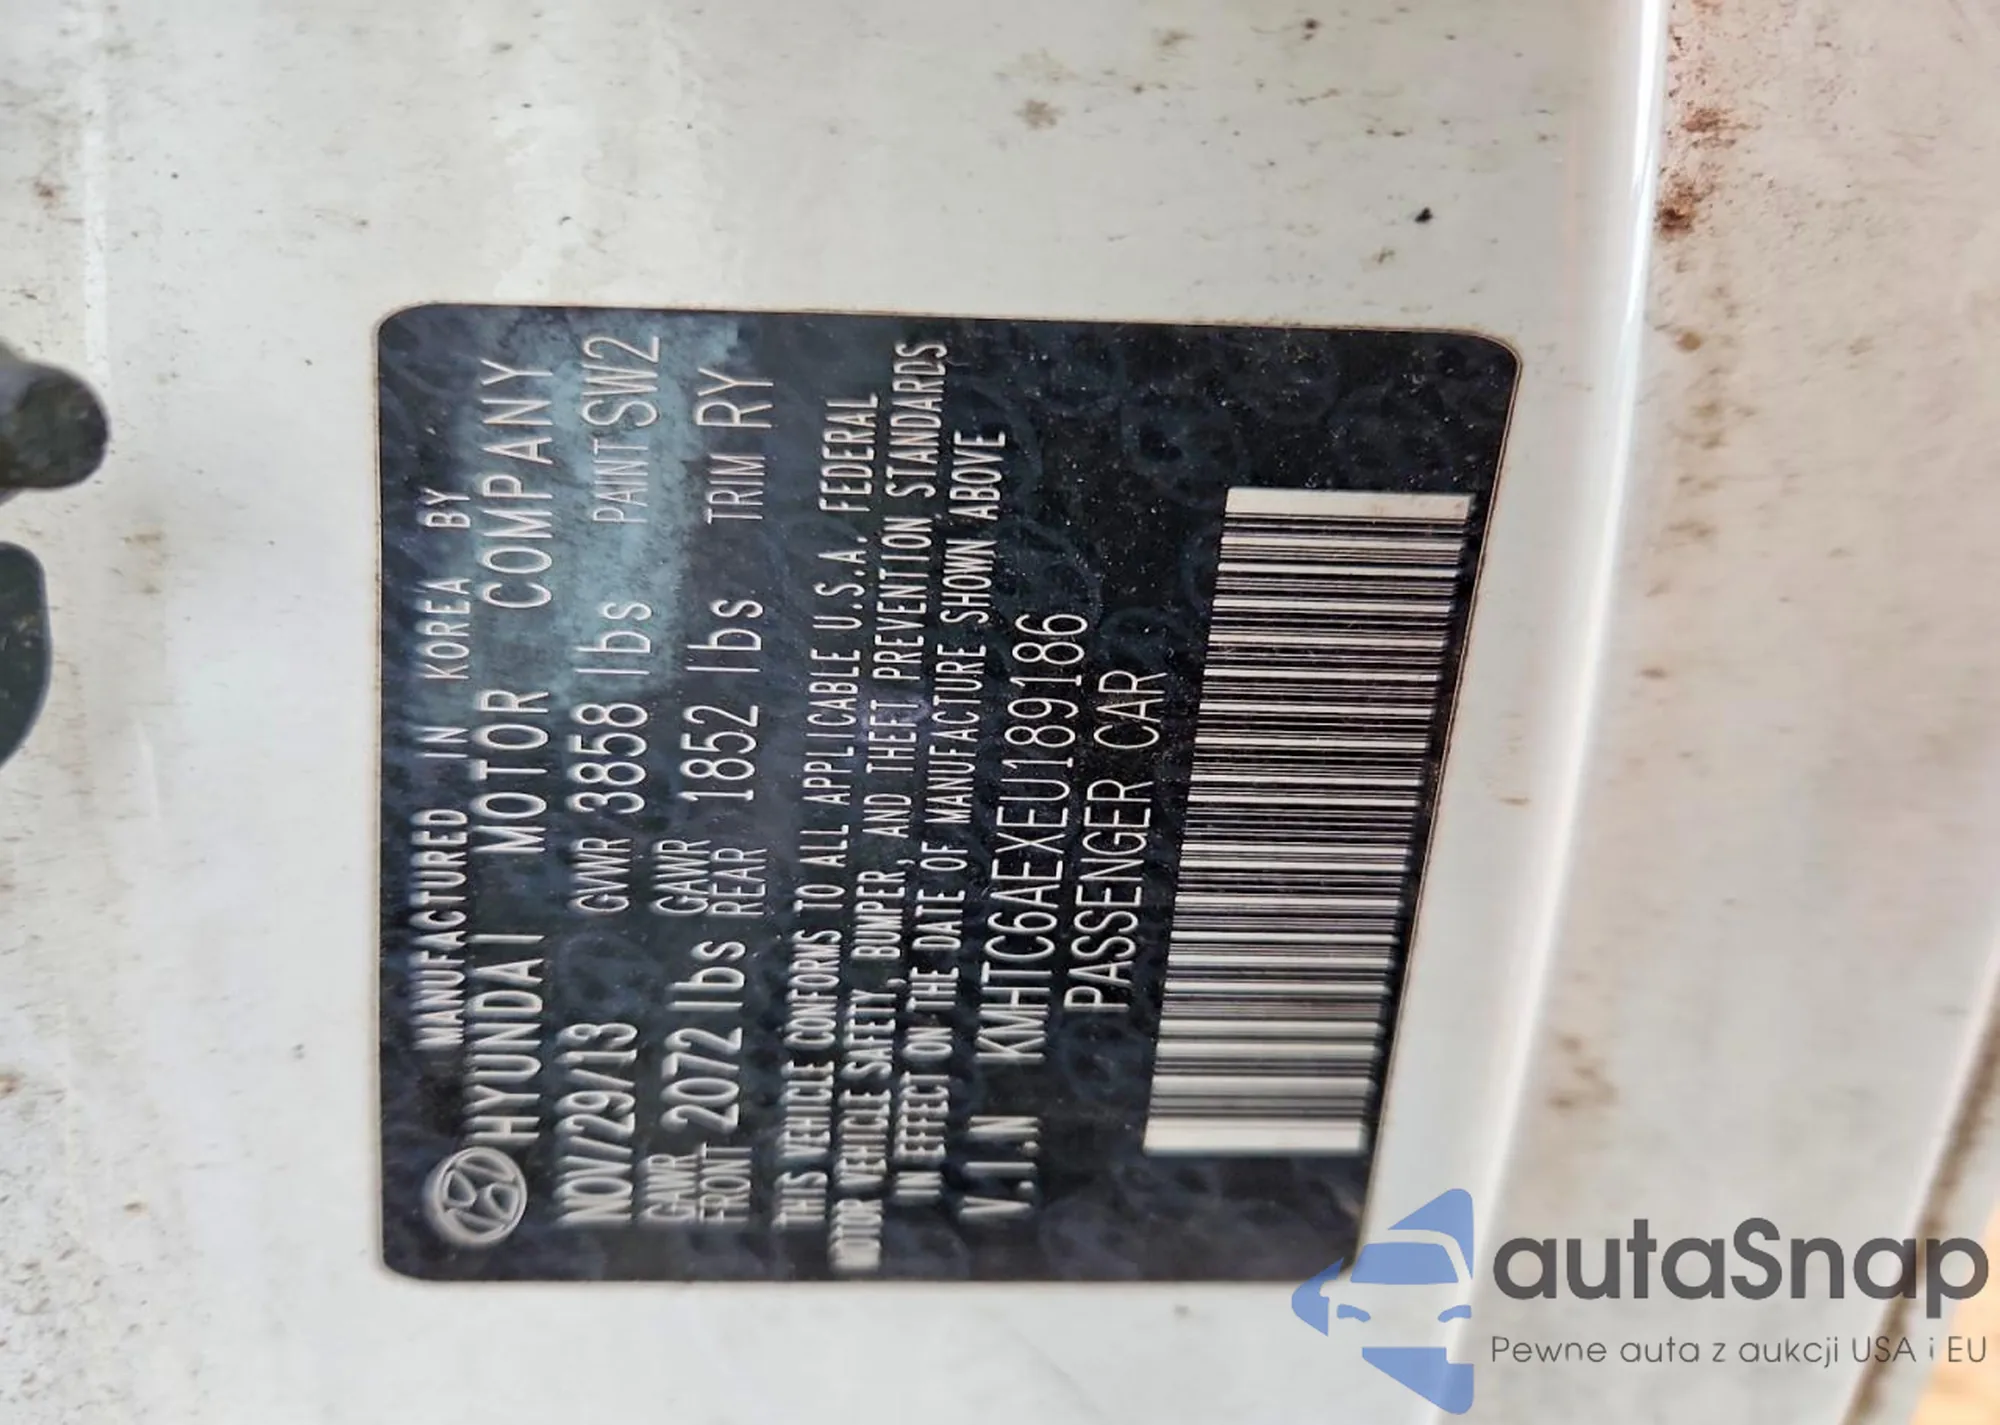 MANUFACTURED IN KOREA BY
HYUNDAI MOTOR COMPANY
NOV/29/13 GVWR 3858 lbs PAINT SW2
GAWR FRONT 2072 lbs GAWR REAR 1852 lbs TRIM RY
THIS VEHICLE CONFORMS TO ALL APPLICABLE U.S.A. FEDERAL
MOTOR VEHICLE SAFETY, BUMPER, AND THEFT PREVENTION STANDARDS
IN EFFECT ON THE DATE OF MANUFACTURE SHOWN ABOVE
V.I.N KMHTC6AEXEU189186
PASSENGER CAR
autaSnap
Pewne auta z aukcji USA i EU